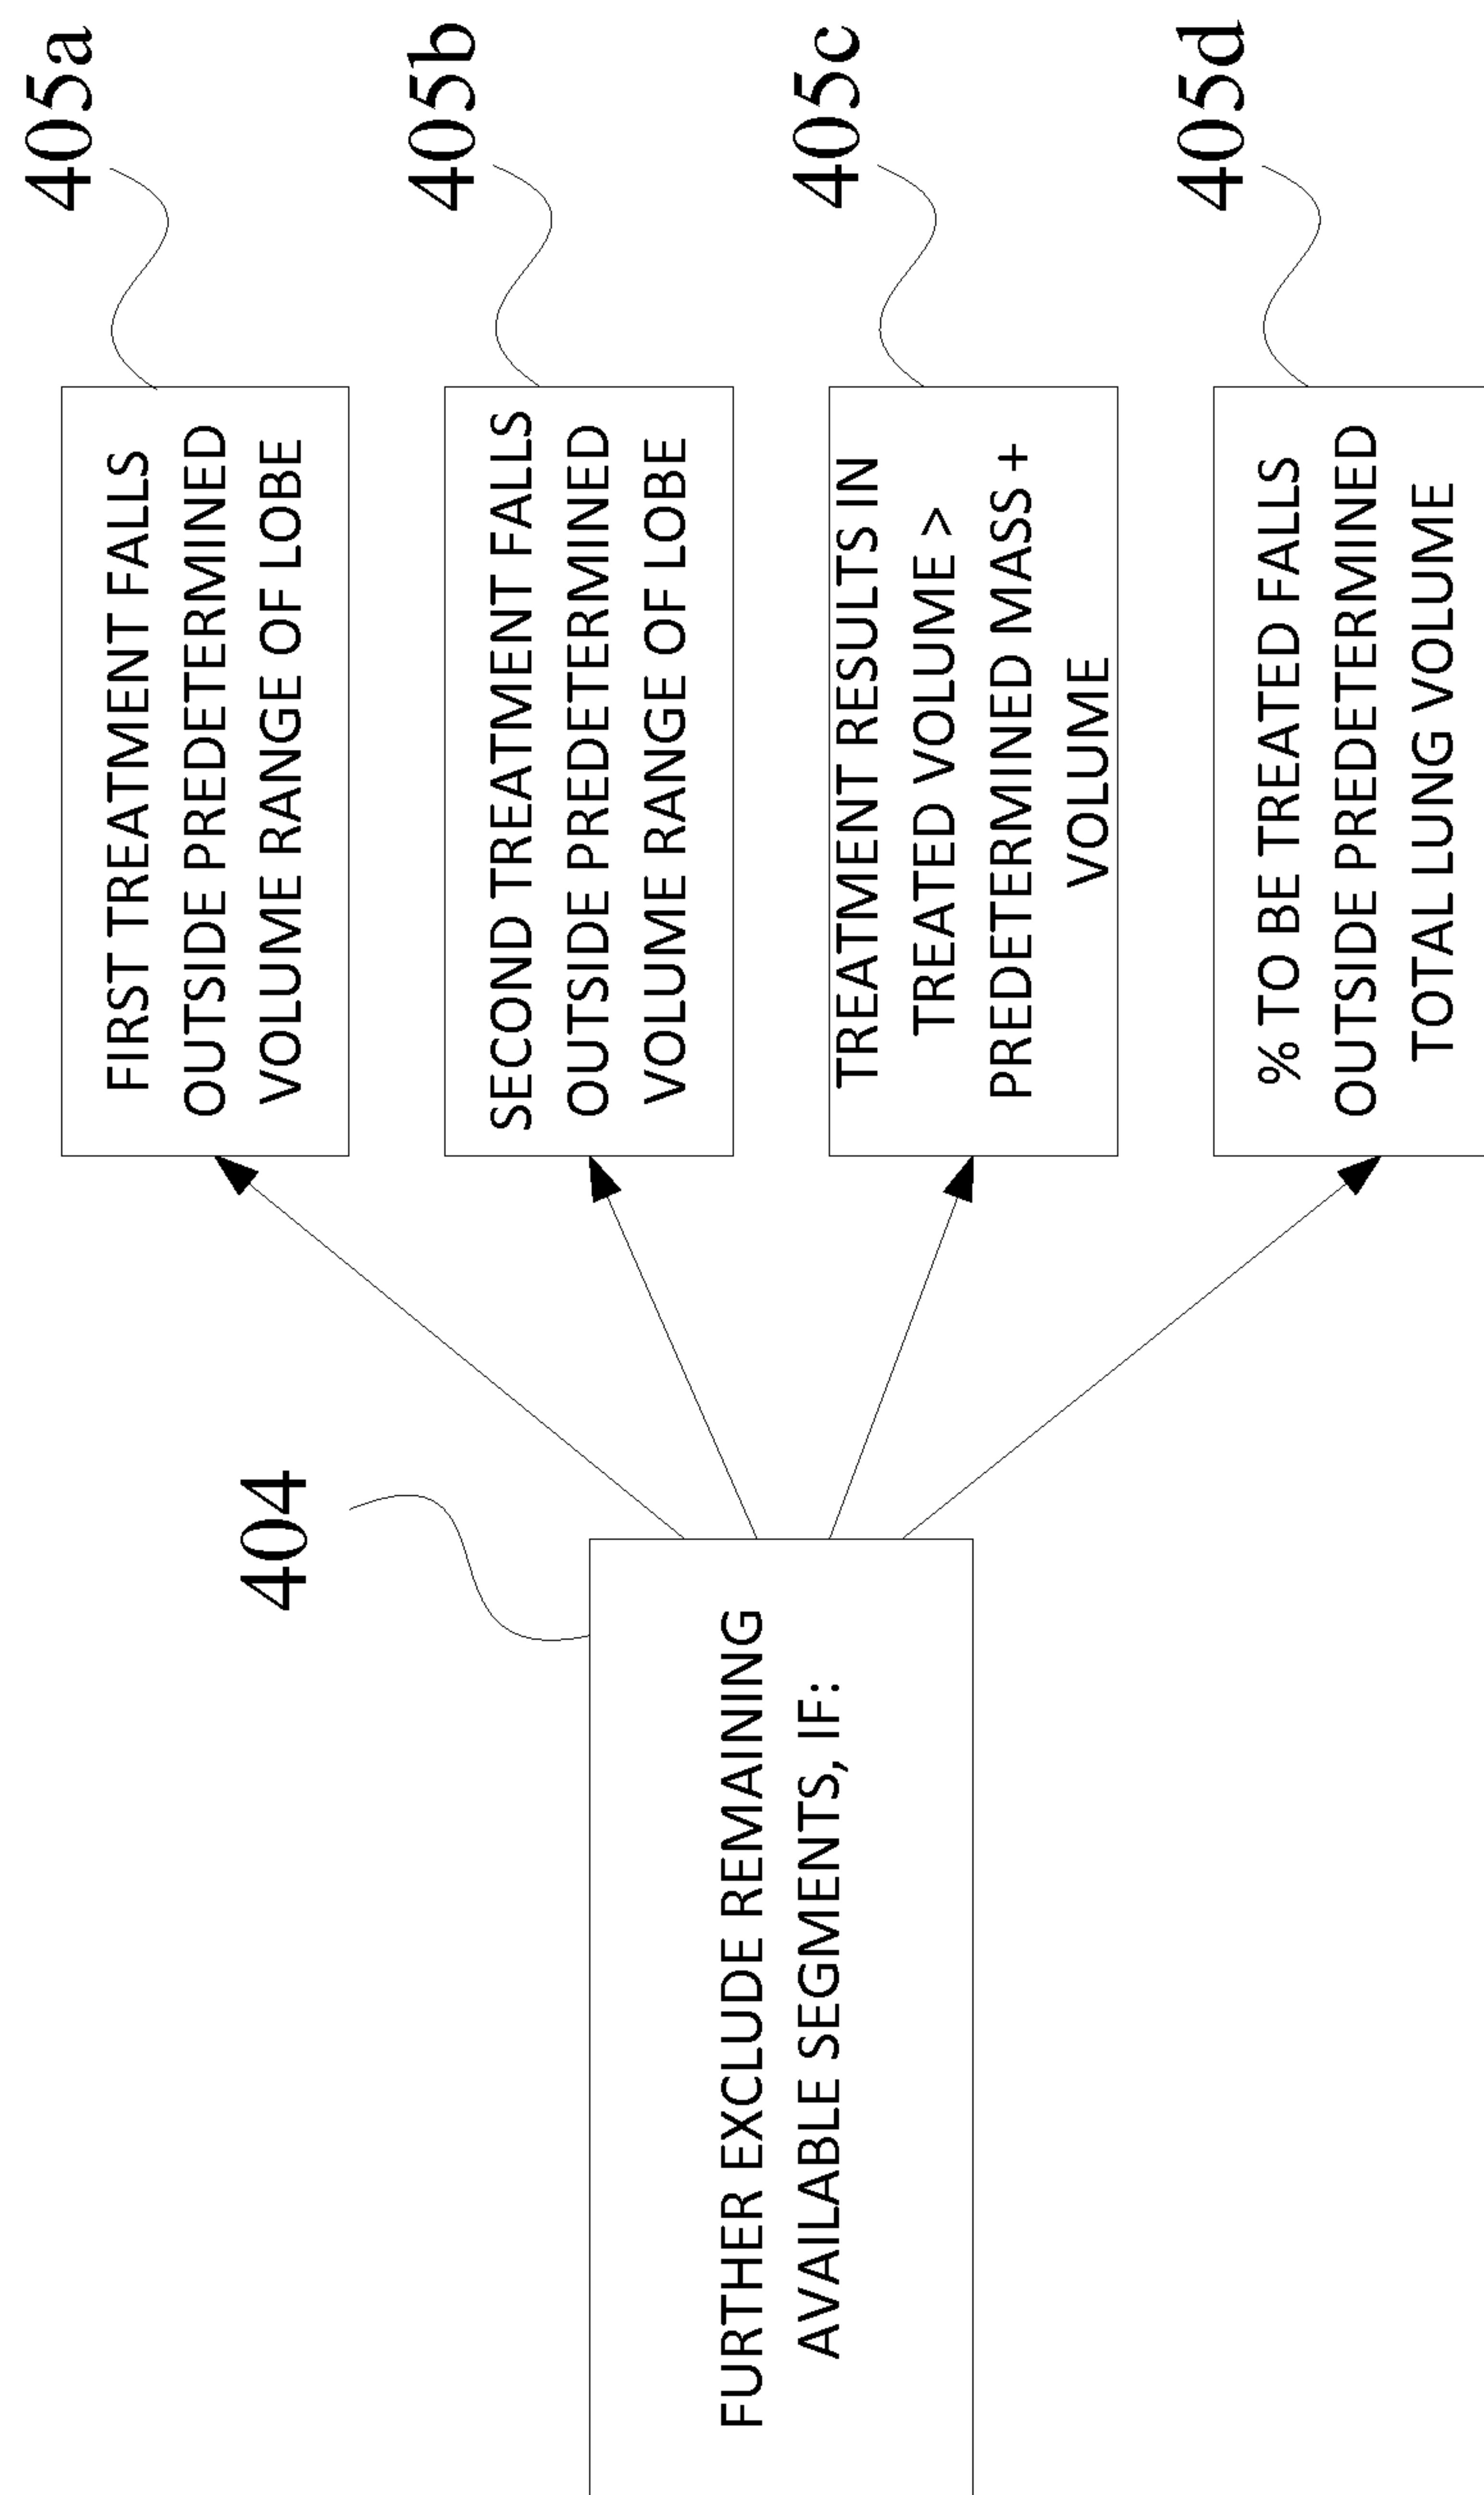 405a
FIRST TREATMENT FALLS
OUTSIDE PREDETERMINED
VOLUME RANGE OF LOBE
405b
SECOND TREATMENT FALLS
OUTSIDE PREDETERMINED
VOLUME RANGE OF LOBE
404
FURTHER EXCLUDE REMAINING
AVAILABLE SEGMENTS, IF:
405c
TREATMENT RESULTS IN
TREATED VOLUME >
PREDETERMINED MASS +
VOLUME
405d
% TO BE TREATED FALLS
OUTSIDE PREDETERMINED
TOTAL LUNG VOLUME